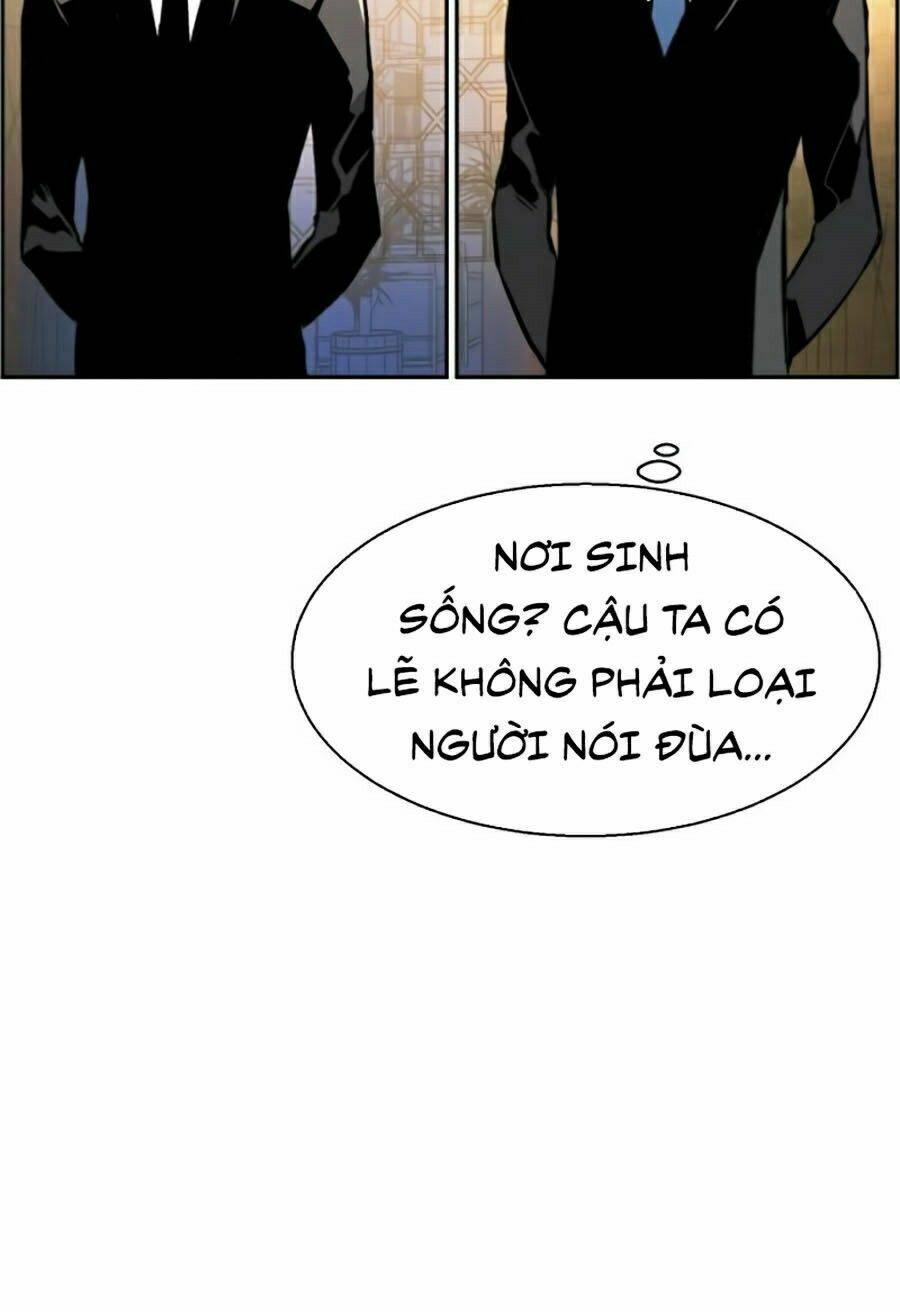 NƠI SINH
SỐNG? CẬU TA CÓ
LẼ KHÔNG PHẢI LOẠI
NGƯỜI NÓI ĐÙA...